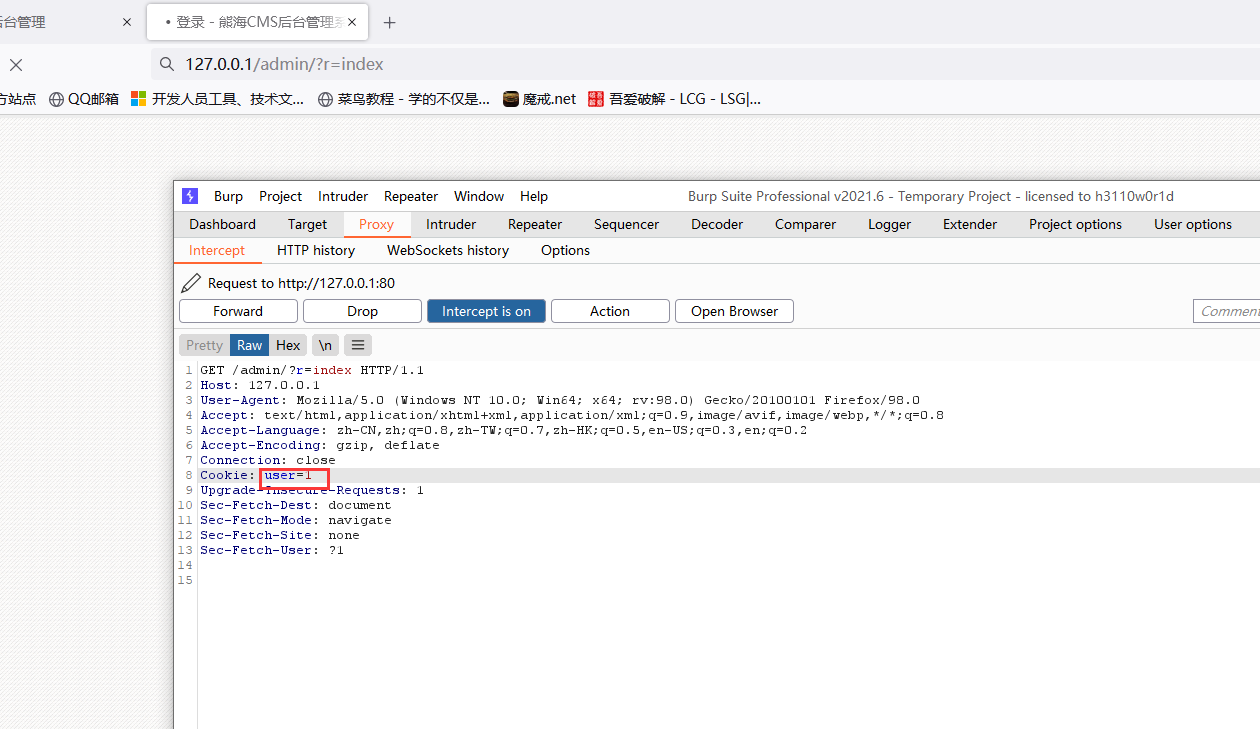 后台管理
• 登录 - 熊海CMS后台管理系
127.0.0.1/admin/?r=index
方站点 QQ邮箱 开发人员工具、技术文... 菜鸟教程 - 学的不仅是... 魔戒.net 吾爱破解 - LCG - LSG|...
Burp Project Intruder Repeater Window Help Burp Suite Professional v2021.6 - Temporary Project - licensed to h3110w0r1d
Dashboard Target Proxy Intruder Repeater Sequencer Decoder Comparer Logger Extender Project options User options
Intercept HTTP history WebSockets history Options
Request to http://127.0.0.1:80
Forward Drop Intercept is on Action Open Browser Comment
Pretty Raw Hex \n
1 GET /admin/?r=index HTTP/1.1
2 Host: 127.0.0.1
3 User-Agent: Mozilla/5.0 (Windows NT 10.0; Win64; x64; rv:98.0) Gecko/20100101 Firefox/98.0
4 Accept: text/html,application/xhtml+xml,application/xml;q=0.9,image/avif,image/webp,*/*;q=0.8
5 Accept-Language: zh-CN,zh;q=0.8,zh-TW;q=0.7,zh-HK;q=0.5,en-US;q=0.3,en;q=0.2
6 Accept-Encoding: gzip, deflate
7 Connection: close
8 Cookie: user=1
9 Upgrade-Insecure-Requests: 1
10 Sec-Fetch-Dest: document
11 Sec-Fetch-Mode: navigate
12 Sec-Fetch-Site: none
13 Sec-Fetch-User: ?1
14
15